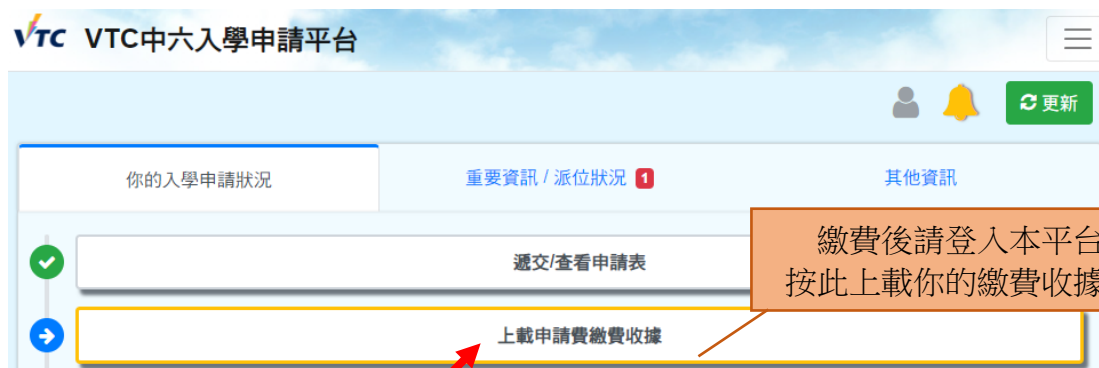 VTC VTC中六入學申請平台
更新
你的入學申請狀況
重要資訊 / 派位狀況 1
其他資訊
遞交/查看申請表
繳費後請登入本平台
按此上載你的繳費收據
上載申請費繳費收據